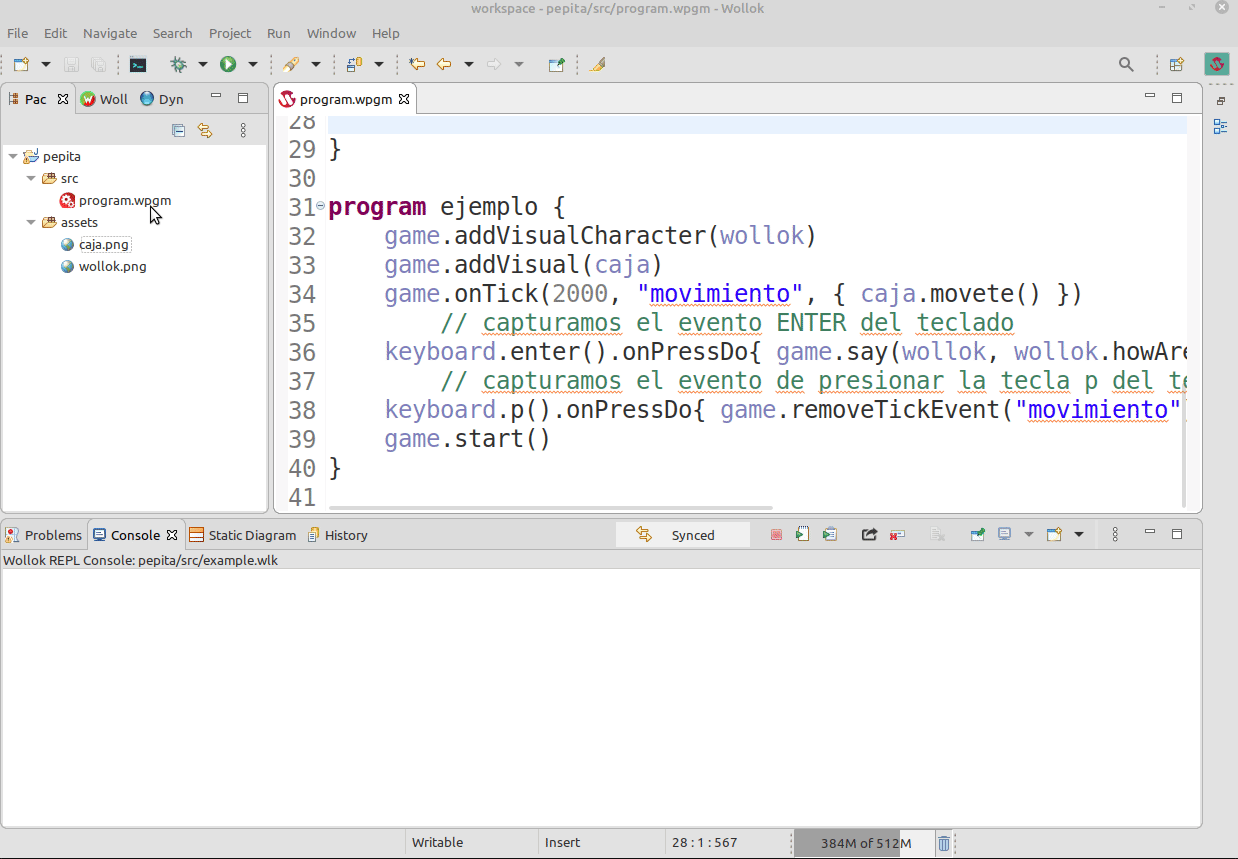 workspace - pepita/src/program.wpgm - Wollok
File Edit Navigate Search Project Run Window Help
Pac Woll Dyn
program.wpgm
pepita
src
program.wpgm
assets
caja.png
wollok.png
28
29 }
30
31 program ejemplo {
32 game.addVisualCharacter(wollok)
33 game.addVisual(caja)
34 game.onTick(2000, "movimiento", { caja.movete() })
35 // capturamos el evento ENTER del teclado
36 keyboard.enter().onPressDo{ game.say(wollok, wollok.howAre
37 // capturamos el evento de presionar la tecla p del te
38 keyboard.p().onPressDo{ game.removeTickEvent("movimiento"
39 game.start()
40 }
41
Problems Console Static Diagram History Synced
Wollok REPL Console: pepita/src/example.wlk
Writable Insert 28 : 1 : 567 384M of 512M